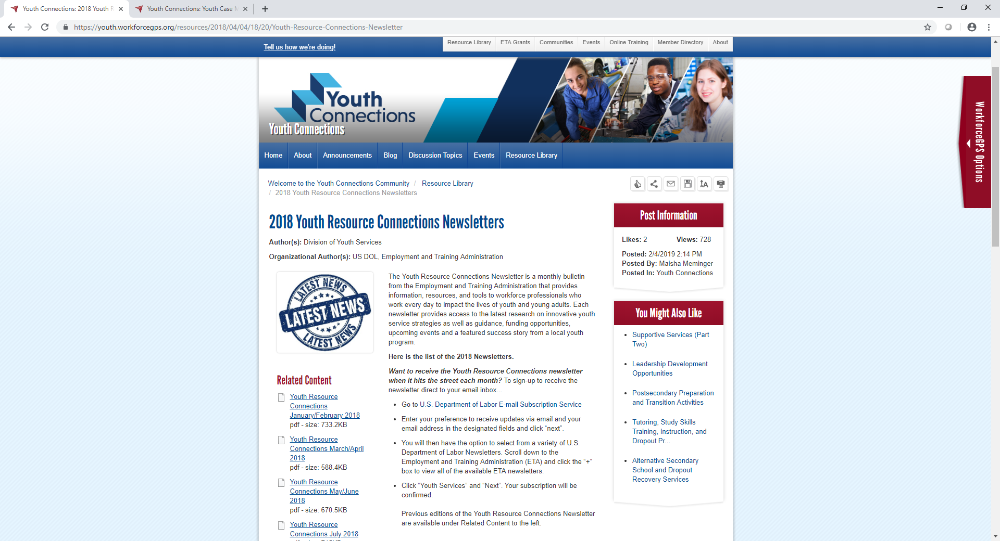 Youth Connections: 2018 Youth R
Youth Connections: Youth Case M
https://youth.workforcegps.org/resources/2018/04/04/18/20/Youth-Resource-Connections-Newsletter
Tell us how we're doing!
Resource Library ETA Grants Communities Events Online Training Member Directory About
Youth
Connections
Youth Connections
WorkforceGPS Options
Home About Announcements Blog Discussion Topics Events Resource Library
Welcome to the Youth Connections Community / Resource Library
/ 2018 Youth Resource Connections Newsletters
2018 Youth Resource Connections Newsletters
Author(s): Division of Youth Services
Organizational Author(s): US DOL, Employment and Training Administration
LATEST NEWS
LATEST NEWS
LATEST NEWS
Related Content
Youth Resource
Connections
January/February 2018
pdf - size: 733.2KB
Youth Resource
Connections March/April
2018
pdf - size: 588.4KB
Youth Resource
Connections May/June
2018
pdf - size: 670.5KB
Youth Resource
Connections July 2018
The Youth Resource Connections Newsletter is a monthly bulletin
from the Employment and Training Administration that provides
information, resources, and tools to workforce professionals who
work every day to impact the lives of youth and young adults. Each
newsletter provides access to the latest research on innovative youth
service strategies as well as guidance, funding opportunities,
upcoming events and a featured success story from a local youth
program.
Here is the list of the 2018 Newsletters.
Want to receive the Youth Resource Connections newsletter
when it hits the street each month? To sign-up to receive the
newsletter direct to your email inbox...
• Go to U.S. Department of Labor E-mail Subscription Service
• Enter your preference to receive updates via email and your
email address in the designated fields and click “next”.
• You will then have the option to select from a variety of U.S.
Department of Labor Newsletters. Scroll down to the
Employment and Training Administration (ETA) and click the “+”
box to view all of the available ETA newsletters.
• Click “Youth Services” and “Next”. Your subscription will be
confirmed.
Previous editions of the Youth Resource Connections Newsletter
are available under Related Content to the left.
Post Information
Likes: 2 Views: 728
Posted: 2/4/2019 2:14 PM
Posted By: Maisha Meminger
Posted In: Youth Connections
You Might Also Like
• Supportive Services (Part
Two)
• Leadership Development
Opportunities
• Postsecondary Preparation
and Transition Activities
• Tutoring, Study Skills
Training, Instruction, and
Dropout Pr...
• Alternative Secondary
School and Dropout
Recovery Services